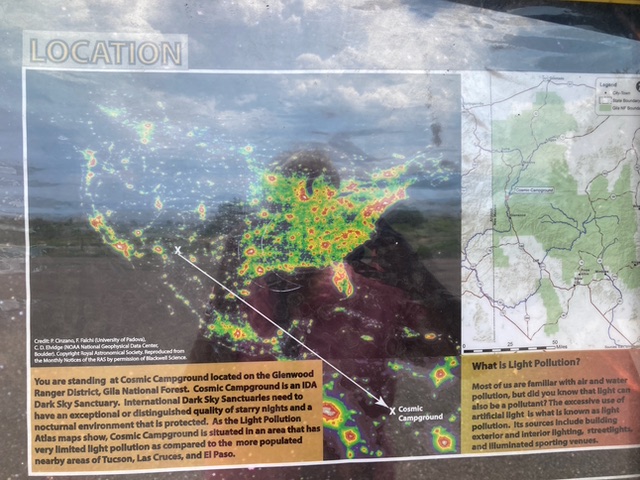 LOCATION
Legend
Credit: P. Cinzano, F. Falchi (University of Padova),
C. D. Elvidge (NOAA National Geophysical Data Center,
Boulder). Copyright Royal Astronomical Society. Reproduced from
the Monthly Notices of the RAS by permission of Blackwell Science.
X
X Cosmic
Campground
0 25 50
Miles
You are standing at Cosmic Campground located on the Glenwood
Ranger District, Gila National Forest. Cosmic Campground is an IDA
Dark Sky Sanctuary. International Dark Sky Sanctuaries need to
have an exceptional or distinguished quality of starry nights and a
nocturnal environment that is protected. As the Light Pollution
Atlas maps show, Cosmic Campground is situated in an area that has
very limited light pollution as compared to the more populated
nearby areas of Tucson, Las Cruces, and El Paso.
What is Light Pollution?
Most of us are familiar with air and water
pollution, but did you know that light can
also be a pollutant? The excessive use of
artificial light is what is known as light
pollution. Its sources include building
exterior and interior lighting, streetlights,
and illuminated sporting venues.